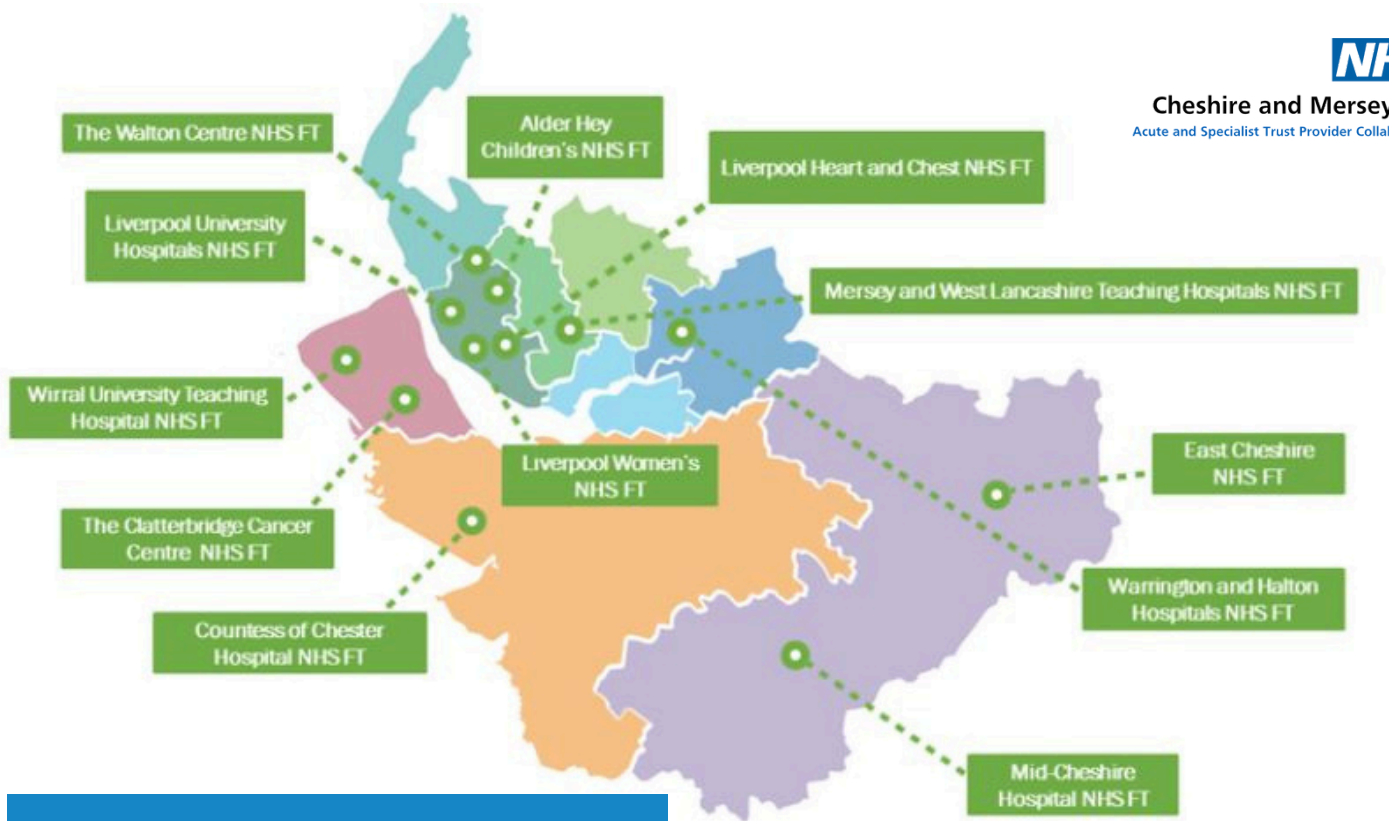 NH
Cheshire and Mersey
Acute and Specialist Trust Provider Collab
The Walton Centre NHS FT
Alder Hey
Children's NHS FT
Liverpool Heart and Chest NHS FT
Liverpool University
Hospitals NHS FT
Mersey and West Lancashire Teaching Hospitals NHS FT
Wirral University Teaching
Hospital NHS FT
Liverpool Women's
NHS FT
East Cheshire
NHS FT
The Clatterbridge Cancer
Centre NHS FT
Warrington and Halton
Hospitals NHS FT
Countess of Chester
Hospital NHS FT
Mid-Cheshire
Hospital NHS FT